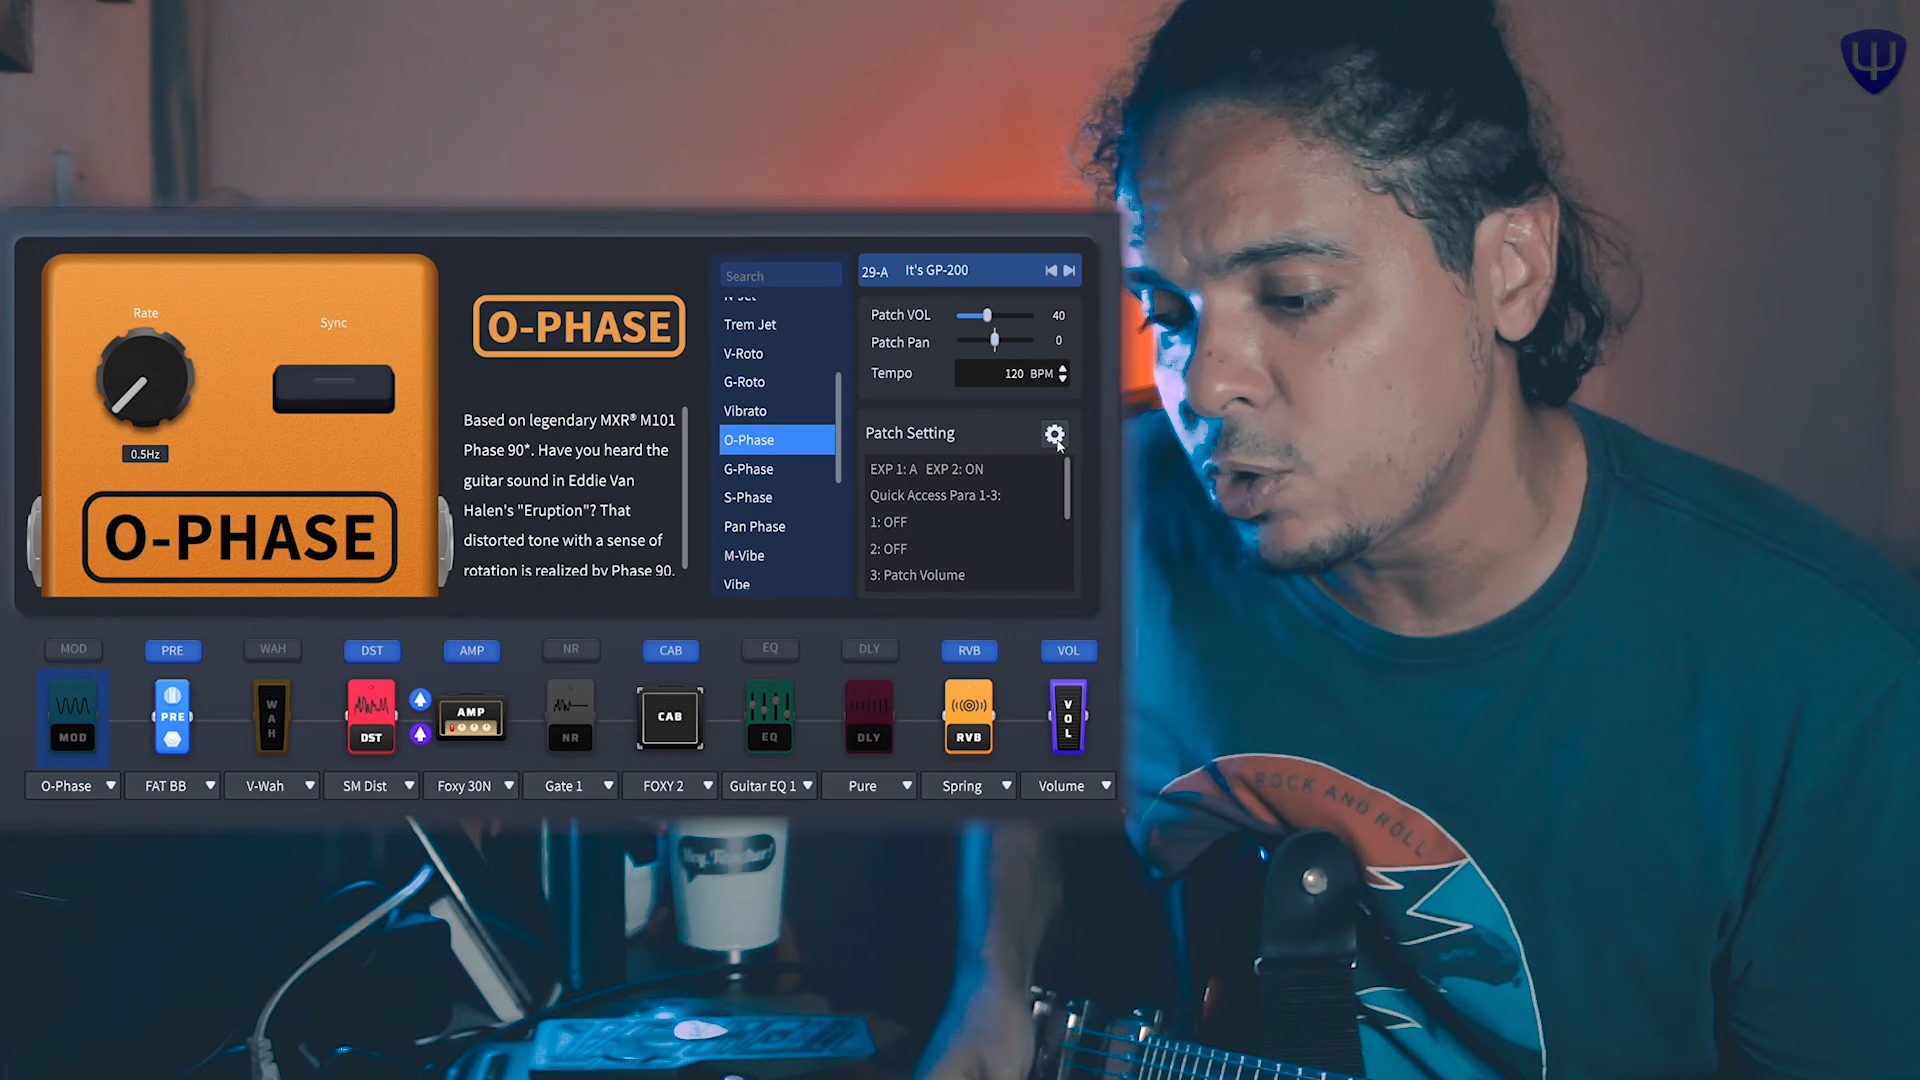 Rate
Sync
0.5Hz
O-PHASE
O-PHASE
Based on legendary MXR® M101
Phase 90*. Have you heard the
guitar sound in Eddie Van
Halen's "Eruption"? That
distorted tone with a sense of
rotation is realized by Phase 90.
Search
Trem Jet
V-Roto
G-Roto
Vibrato
O-Phase
G-Phase
S-Phase
Pan Phase
M-Vibe
Vibe
29-A It's GP-200
Patch VOL 40
Patch Pan 0
Tempo 120 BPM
Patch Setting
EXP 1: A EXP 2: ON
Quick Access Para 1-3:
1: OFF
2: OFF
3: Patch Volume
MOD PRE WAH DST AMP NR CAB EQ DLY RVB VOL
MOD PRE WAH DST AMP NR CAB EQ DLY RVB VOL
O-Phase FAT BB V-Wah SM Dist Foxy 30N Gate 1 FOXY 2 Guitar EQ 1 Pure Spring Volume
ROCK AND ROLL
Hey, Teacher!